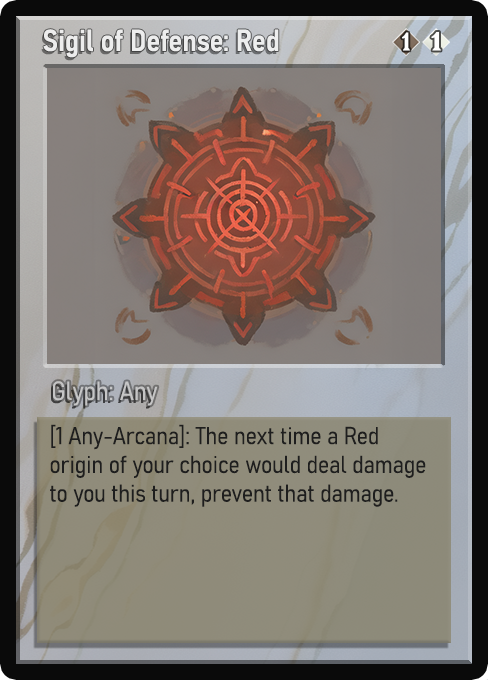 Sigil of Defense: Red 1 1
Glyph: Any
[1 Any-Arcana]: The next time a Red
origin of your choice would deal damage
to you this turn, prevent that damage.